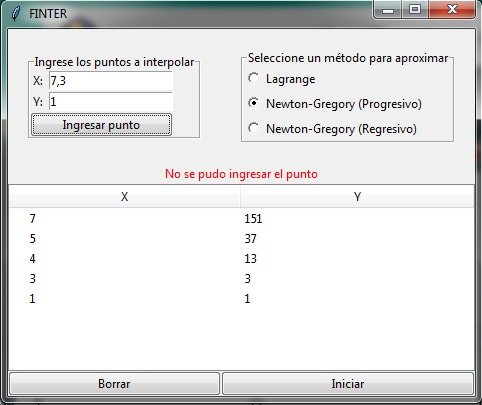 FINTER
Ingrese los puntos a interpolar
X: 7,3
Y: 1
Ingresar punto
Seleccione un método para aproximar
Lagrange
Newton-Gregory (Progresivo)
Newton-Gregory (Regresivo)
No se pudo ingresar el punto
X Y
7 151
5 37
4 13
3 3
1 1
Borrar Iniciar